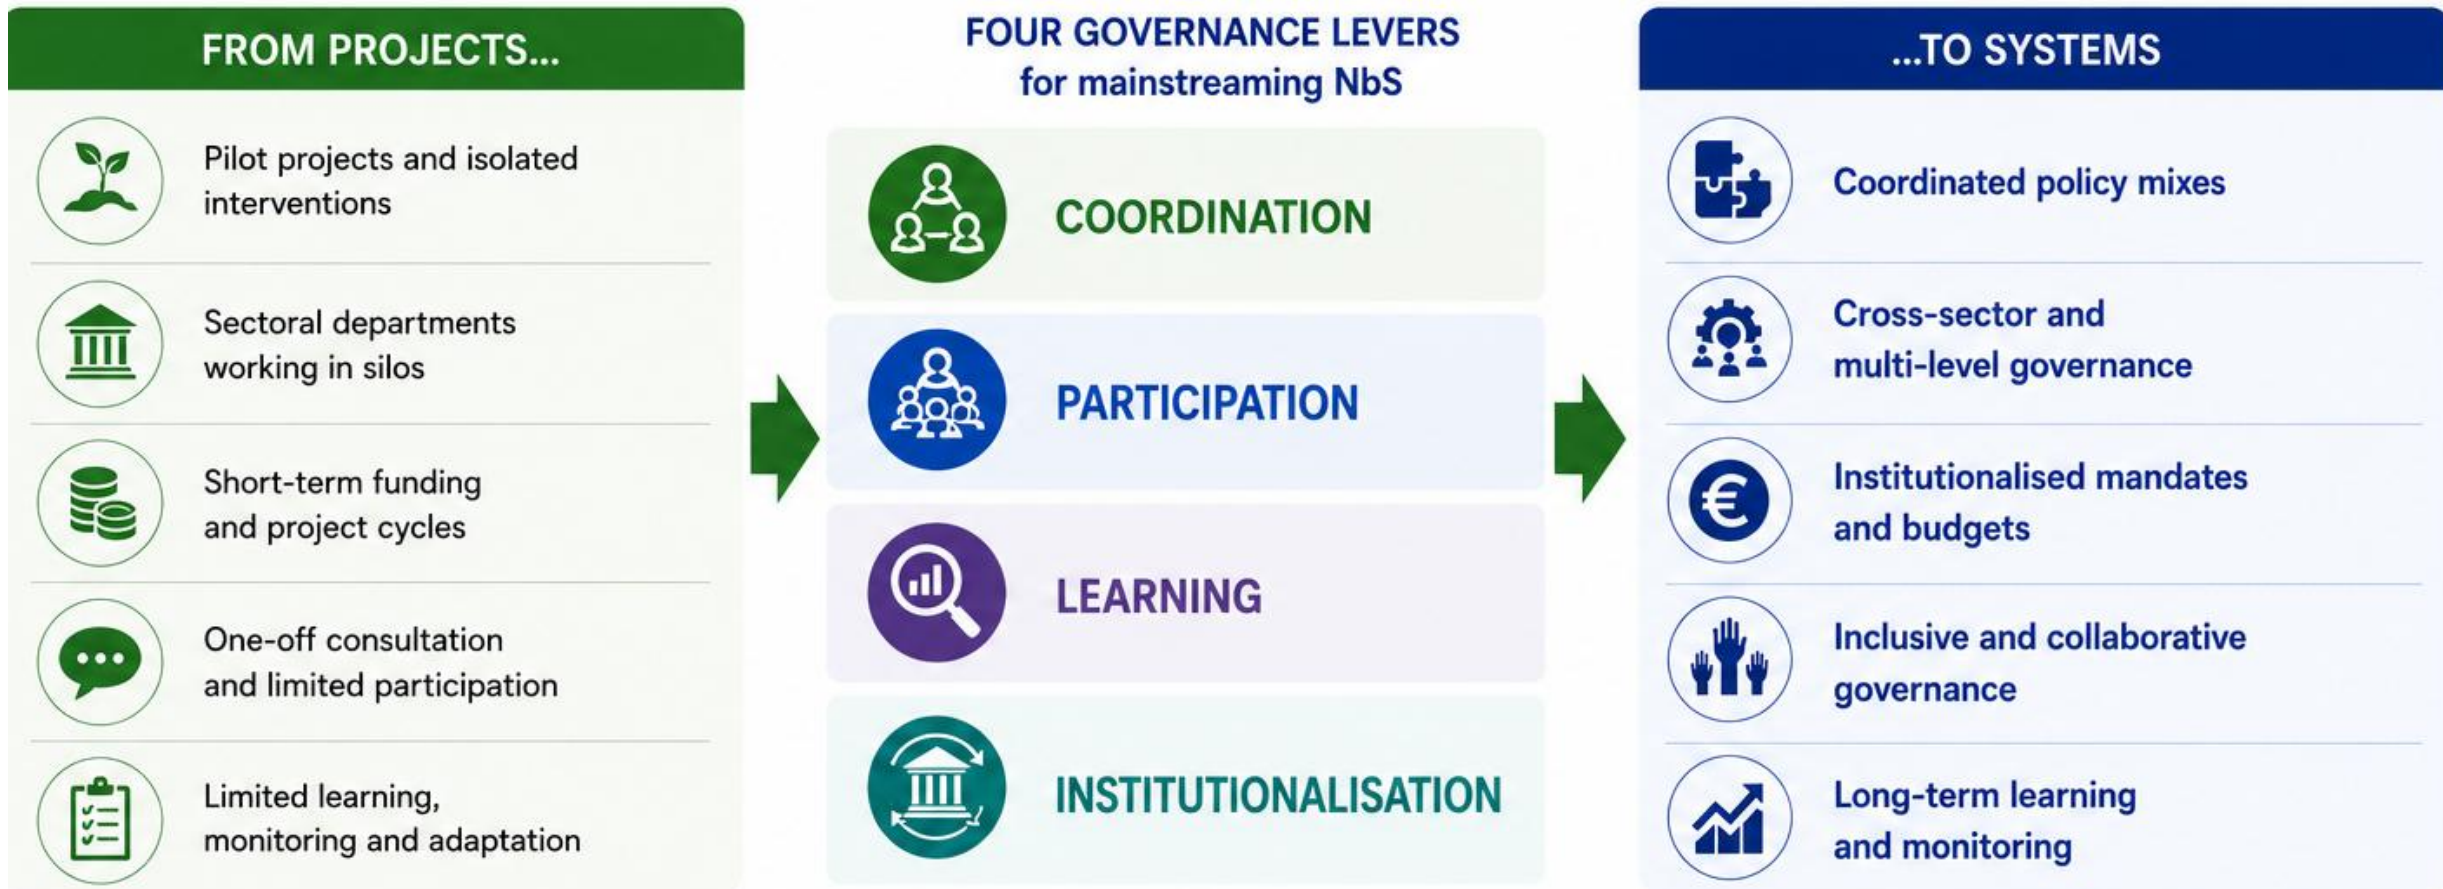 FROM PROJECTS...
Pilot projects and isolated
interventions
Sectoral departments
working in silos
Short-term funding
and project cycles
One-off consultation
and limited participation
Limited learning,
monitoring and adaptation
FOUR GOVERNANCE LEVERS
for mainstreaming NbS
COORDINATION
PARTICIPATION
LEARNING
INSTITUTIONALISATION
...TO SYSTEMS
Coordinated policy mixes
Cross-sector and
multi-level governance
€
Institutionalised mandates
and budgets
Inclusive and collaborative
governance
Long-term learning
and monitoring